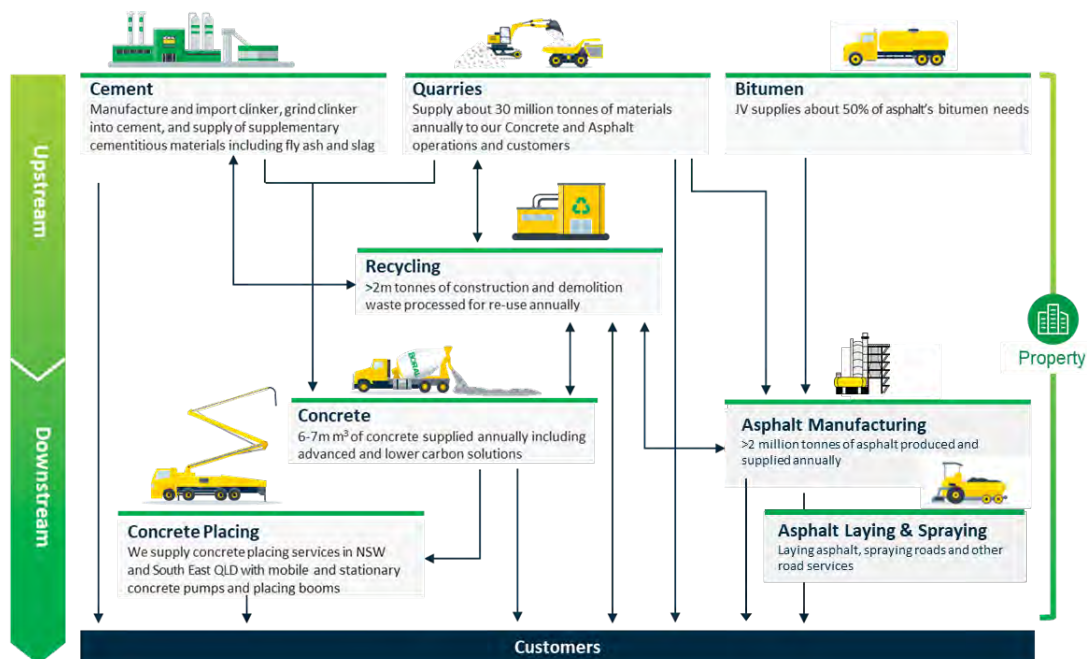 Upstream
Downstream
Cement
Manufacture and import clinker, grind clinker
into cement, and supply of supplementary
cementitious materials including fly ash and slag
Quarries
Supply about 30 million tonnes of materials
annually to our Concrete and Asphalt
operations and customers
Bitumen
JV supplies about 50% of asphalt's bitumen needs
Recycling
>2m tonnes of construction and demolition
waste processed for re-use annually
Property
BORAL
Concrete
6-7m m³ of concrete supplied annually including
advanced and lower carbon solutions
Asphalt Manufacturing
>2 million tonnes of asphalt produced and
supplied annually
Concrete Placing
We supply concrete placing services in NSW
and South East QLD with mobile and stationary
concrete pumps and placing booms
Asphalt Laying & Spraying
Laying asphalt, spraying roads and other
road services
Customers